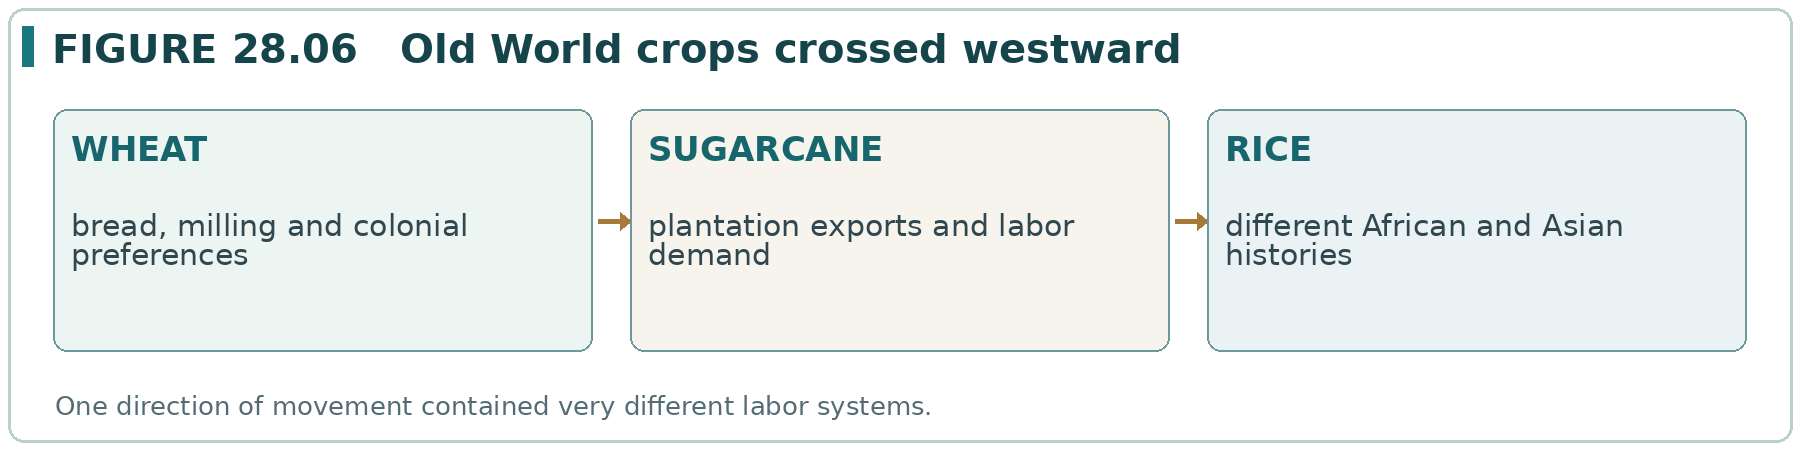 FIGURE 28.06 Old World crops crossed westward
WHEAT
bread, milling and colonial
preferences
SUGARCANE
plantation exports and labor
demand
RICE
different African and Asian
histories
One direction of movement contained very different labor systems.